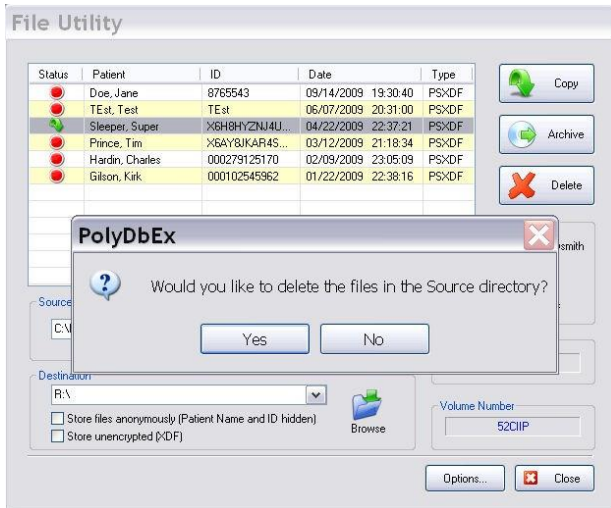 File Utility
Status Patient ID Date Type
Doe, Jane 8765543 09/14/2009 19:30:40 PSXDF
TEst, Test TEst 06/07/2009 20:31:00 PSXDF
Sleeper, Super X6H8HYZNJ4U... 04/22/2009 22:37:21 PSXDF
Prince, Tim X6AY8JKAR4S... 03/12/2009 21:18:34 PSXDF
Hardin, Charles 000279125170 02/09/2009 23:05:09 PSXDF
Gilson, Kirk 000102545962 01/22/2009 22:38:16 PSXDF
Copy
Archive
Delete
smith
PolyDbEx
Would you like to delete the files in the Source directory?
Yes No
Source
C:\
Destination
R:\
Browse
Store files anonymously (Patient Name and ID hidden)
Store unencrypted (XDF)
Volume Number
52CIIP
Options... Close